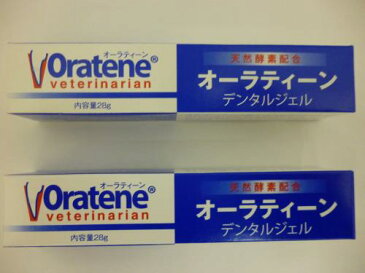 オーラティーン
Oratene®
veterinarian
内容量28g
天然酵素配合
オーラティーン
デンタルジェル
オーラティーン
Oratene®
veterinarian
内容量28g
天然酵素配合
オーラティーン
デンタルジェル